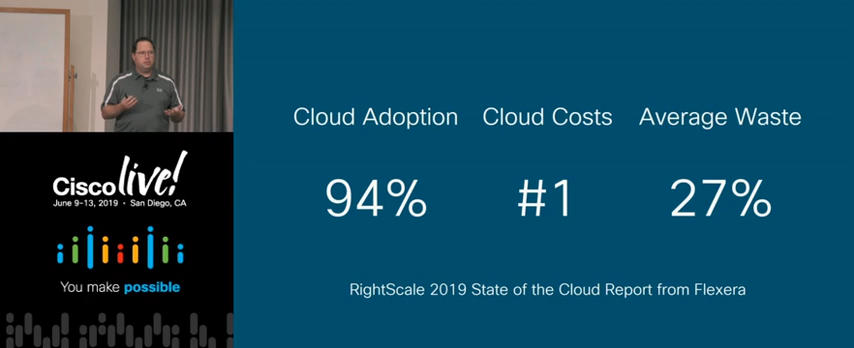 Cisco live!
June 9-13, 2019 • San Diego, CA
You make possible
Cloud Adoption Cloud Costs Average Waste
94% #1 27%
RightScale 2019 State of the Cloud Report from Flexera